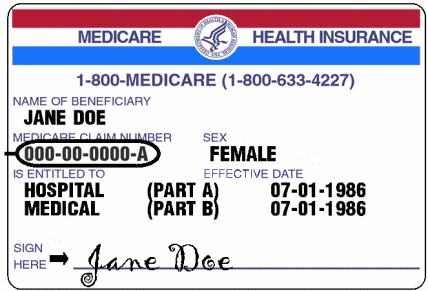 MEDICARE HEALTH INSURANCE
1-800-MEDICARE (1-800-633-4227)
NAME OF BENEFICIARY
JANE DOE
MEDICARE CLAIM NUMBER SEX
000-00-0000-A FEMALE
IS ENTITLED TO EFFECTIVE DATE
HOSPITAL (PART A) 07-01-1986
MEDICAL (PART B) 07-01-1986
SIGN
HERE Jane Doe